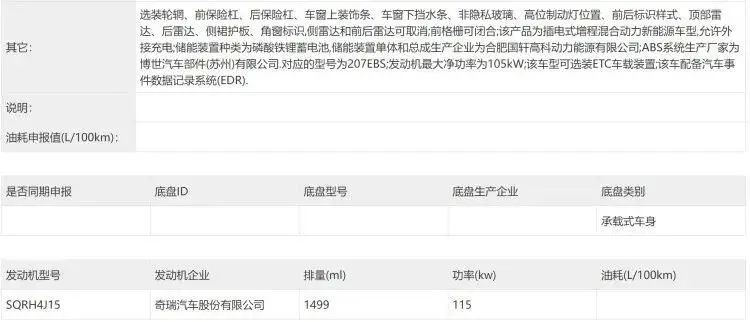 选装轮辋、前保险杠、后保险杠、车窗上装饰条、车窗下挡水条、非隐私玻璃、高位制动灯位置、前后标识样式、顶部雷
达、后雷达、侧裙护板、角窗标识,侧雷达和前后雷达可取消;前格栅可闭合;该产品为插电式增程混合动力新能源车型,允许外
其它:
接充电;储能装置种类为磷酸铁锂蓄电池,储能装置单体和总成生产企业为合肥国轩高科动力能源有限公司;ABS系统生产厂家为
博世汽车部件(苏州)有限公司.对应的型号为207EBS;发动机最大净功率为105kW;该车型可选装ETC车载装置;该车配备汽车事
件数据记录系统(EDR).
说明:
油耗申报值(L/100km):
是否同期申报 底盘ID 底盘型号 底盘生产企业 底盘类别
承载式车身
发动机型号 发动机企业 排量(ml) 功率(kw) 油耗(L/100km)
SQRH4J15 奇瑞汽车股份有限公司 1499 115